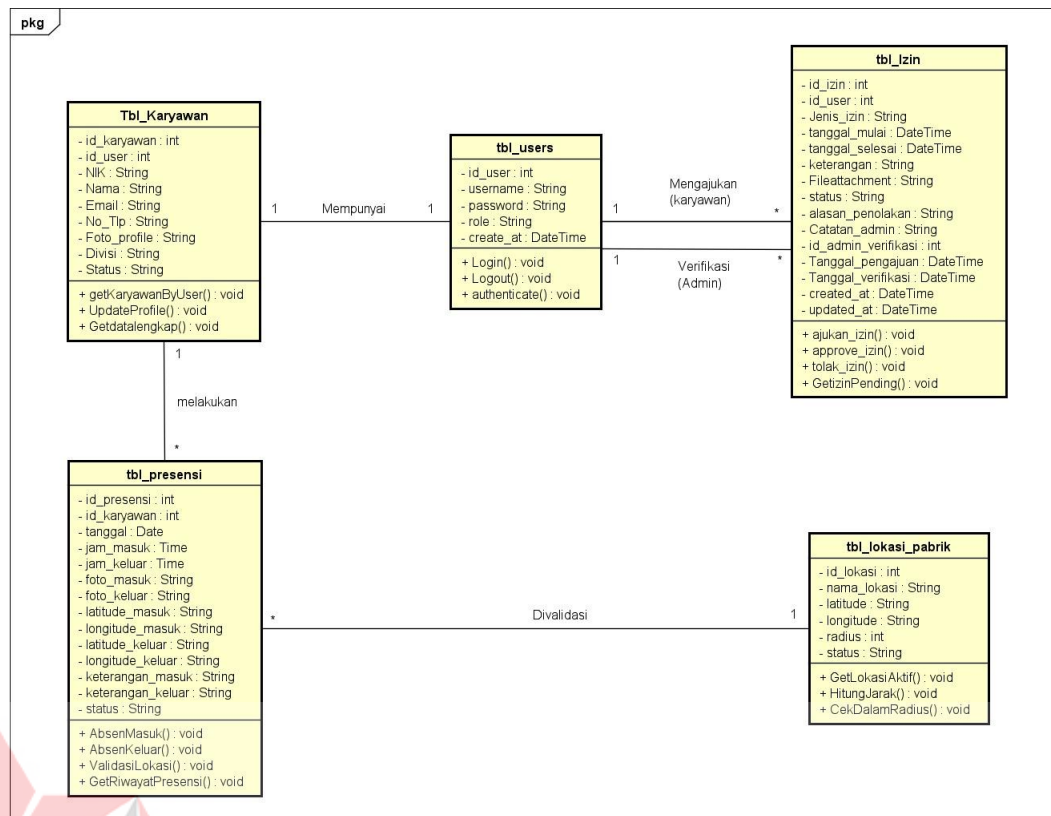 pkg
Tbl_Karyawan
- id_karyawan : int
- id_user : int
- NIK : String
- Nama : String
- Email : String
- No_Tlp : String
- Foto_profile : String
- Divisi : String
- Status : String
+ getKaryawanByUser() : void
+ UpdateProfile() : void
+ Getdatalengkap() : void
1
Mempunyai
1
tbl_users
- id_user : int
- username : String
- password : String
- role : String
- create_at : DateTime
+ Login() : void
+ Logout() : void
+ authenticate() : void
Mengajukan
(karyawan)
1
*
1
*
Verifikasi
(Admin)
tbl_Izin
- id_izin : int
- id_user : int
- Jenis_izin : String
- tanggal_mulai : DateTime
- tanggal_selesai : DateTime
- keterangan : String
- Fileattachment : String
- status : String
- alasan_penolakan : String
- Catatan_admin : String
- id_admin_verifikasi : int
- Tanggal_pengajuan : DateTime
- Tanggal_verifikasi : DateTime
- created_at : DateTime
- updated_at : DateTime
+ ajukan_izin() : void
+ approve_izin() : void
+ tolak_izin() : void
+ GetizinPending() : void
1
melakukan
*
tbl_presensi
- id_presensi : int
- id_karyawan : int
- tanggal : Date
- jam_masuk : Time
- jam_keluar : Time
- foto_masuk : String
- foto_keluar : String
- latitude_masuk : String
- longitude_masuk : String
- latitude_keluar : String
- longitude_keluar : String
- keterangan_masuk : String
- keterangan_keluar : String
- status : String
+ AbsenMasuk() : void
+ AbsenKeluar() : void
+ ValidasiLokasi() : void
+ GetRiwayatPresensi() : void
*
Divalidasi
1
tbl_lokasi_pabrik
- id_lokasi : int
- nama_lokasi : String
- latitude : String
- longitude : String
- radius : int
- status : String
+ GetLokasiAktif() : void
+ HitungJarak() : void
+ CekDalamRadius() : void